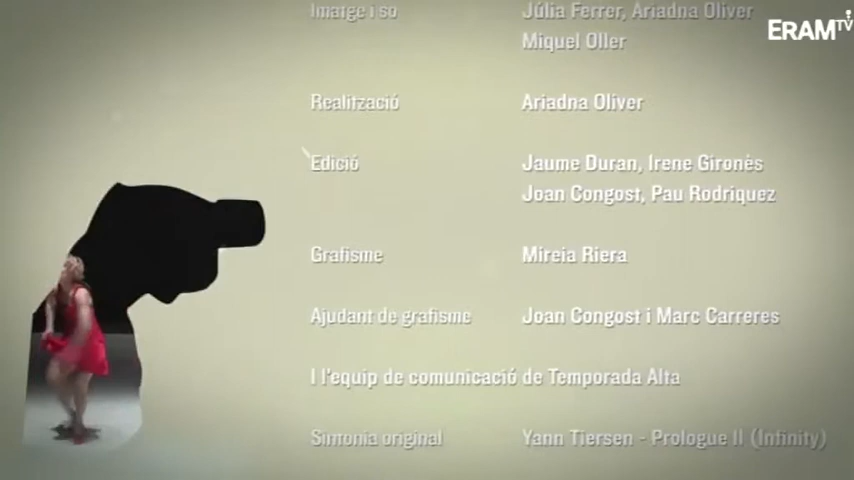 ERAMTV
Imatge i so Júlia Ferrer, Ariadna Oliver
Miquel Oller
Realització Ariadna Oliver
Edició Jaume Duran, Irene Gironès
Joan Congost, Pau Rodriquez
Grafisme Mireia Riera
Ajudant de grafisme Joan Congost i Marc Carreres
I l'equip de comunicació de Temporada Alta
Sintonia original Yann Tiersen - Prologue II (Infinity)